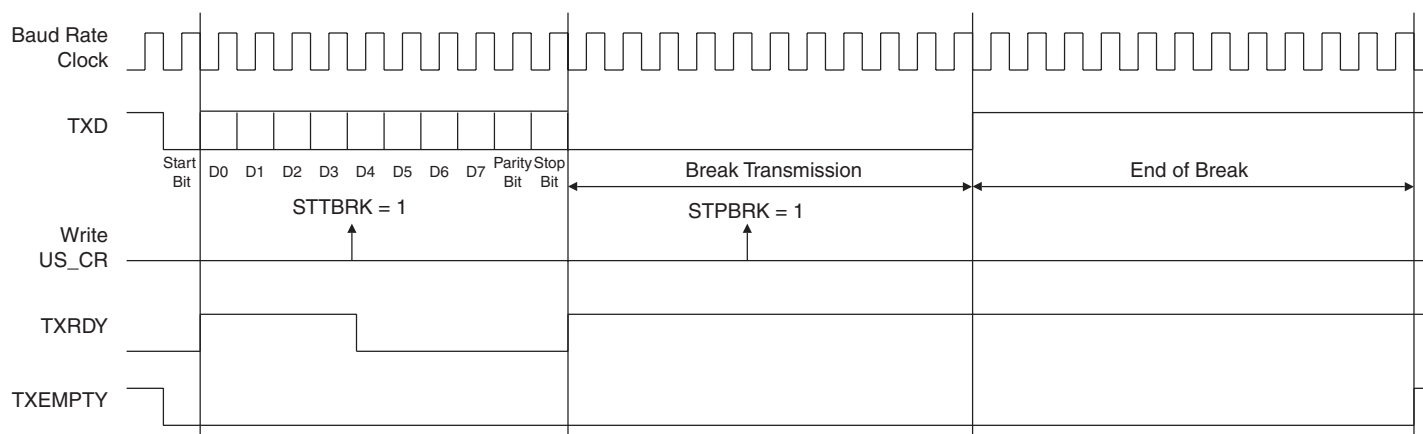 Baud Rate
Clock
TXD
Start
Bit
D0 D1 D2 D3 D4 D5 D6 D7
Parity
Bit
Stop
Bit
Break Transmission
End of Break
STTBRK = 1
STPBRK = 1
Write
US_CR
TXRDY
TXEMPTY